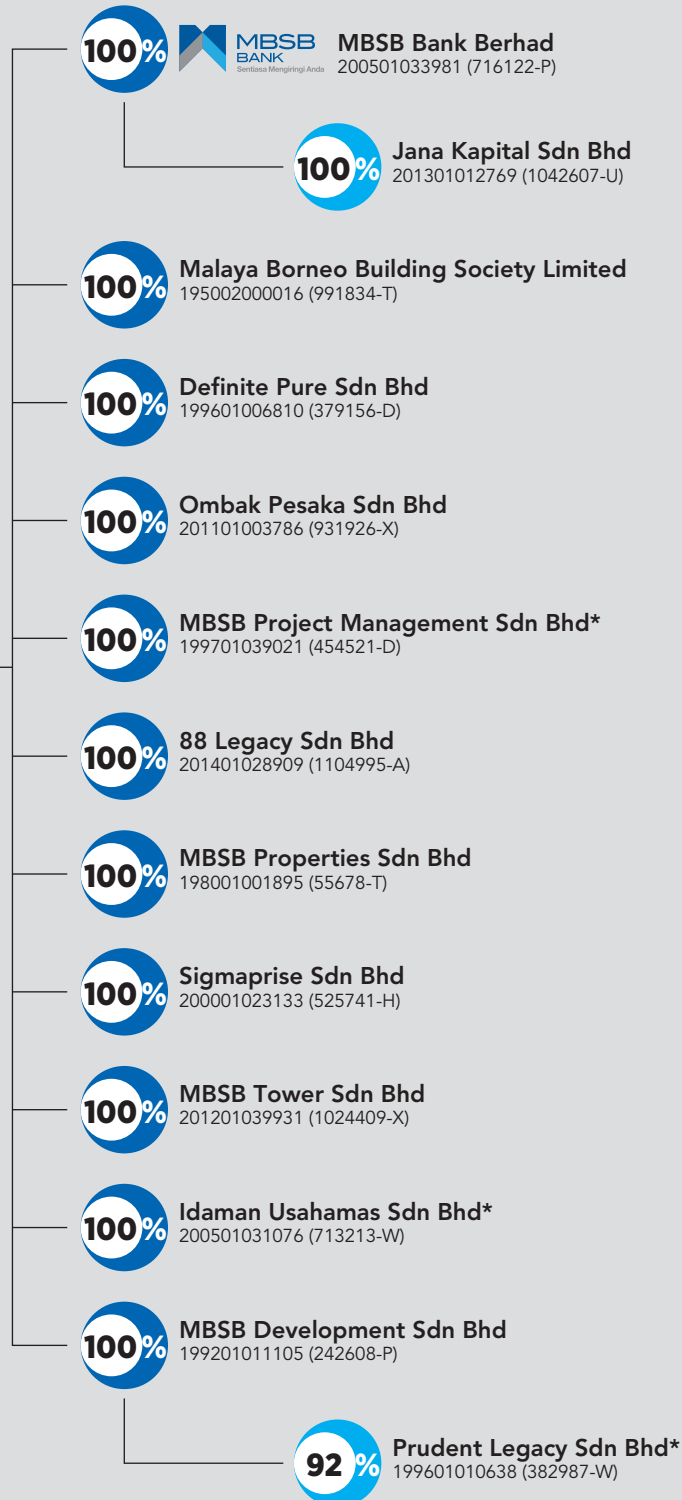 100%
MBSB
BANK
Sentiasa Mengiringi Anda
MBSB Bank Berhad
200501033981 (716122-P)
100%
Jana Kapital Sdn Bhd
201301012769 (1042607-U)
100%
Malaya Borneo Building Society Limited
195002000016 (991834-T)
100%
Definite Pure Sdn Bhd
199601006810 (379156-D)
100%
Ombak Pesaka Sdn Bhd
201101003786 (931926-X)
100%
MBSB Project Management Sdn Bhd*
199701039021 (454521-D)
100%
88 Legacy Sdn Bhd
201401028909 (1104995-A)
100%
MBSB Properties Sdn Bhd
198001001895 (55678-T)
100%
Sigmaprise Sdn Bhd
200001023133 (525741-H)
100%
MBSB Tower Sdn Bhd
201201039931 (1024409-X)
100%
Idaman Usahamas Sdn Bhd*
200501031076 (713213-W)
100%
MBSB Development Sdn Bhd
199201011105 (242608-P)
92 %
Prudent Legacy Sdn Bhd*
199601010638 (382987-W)